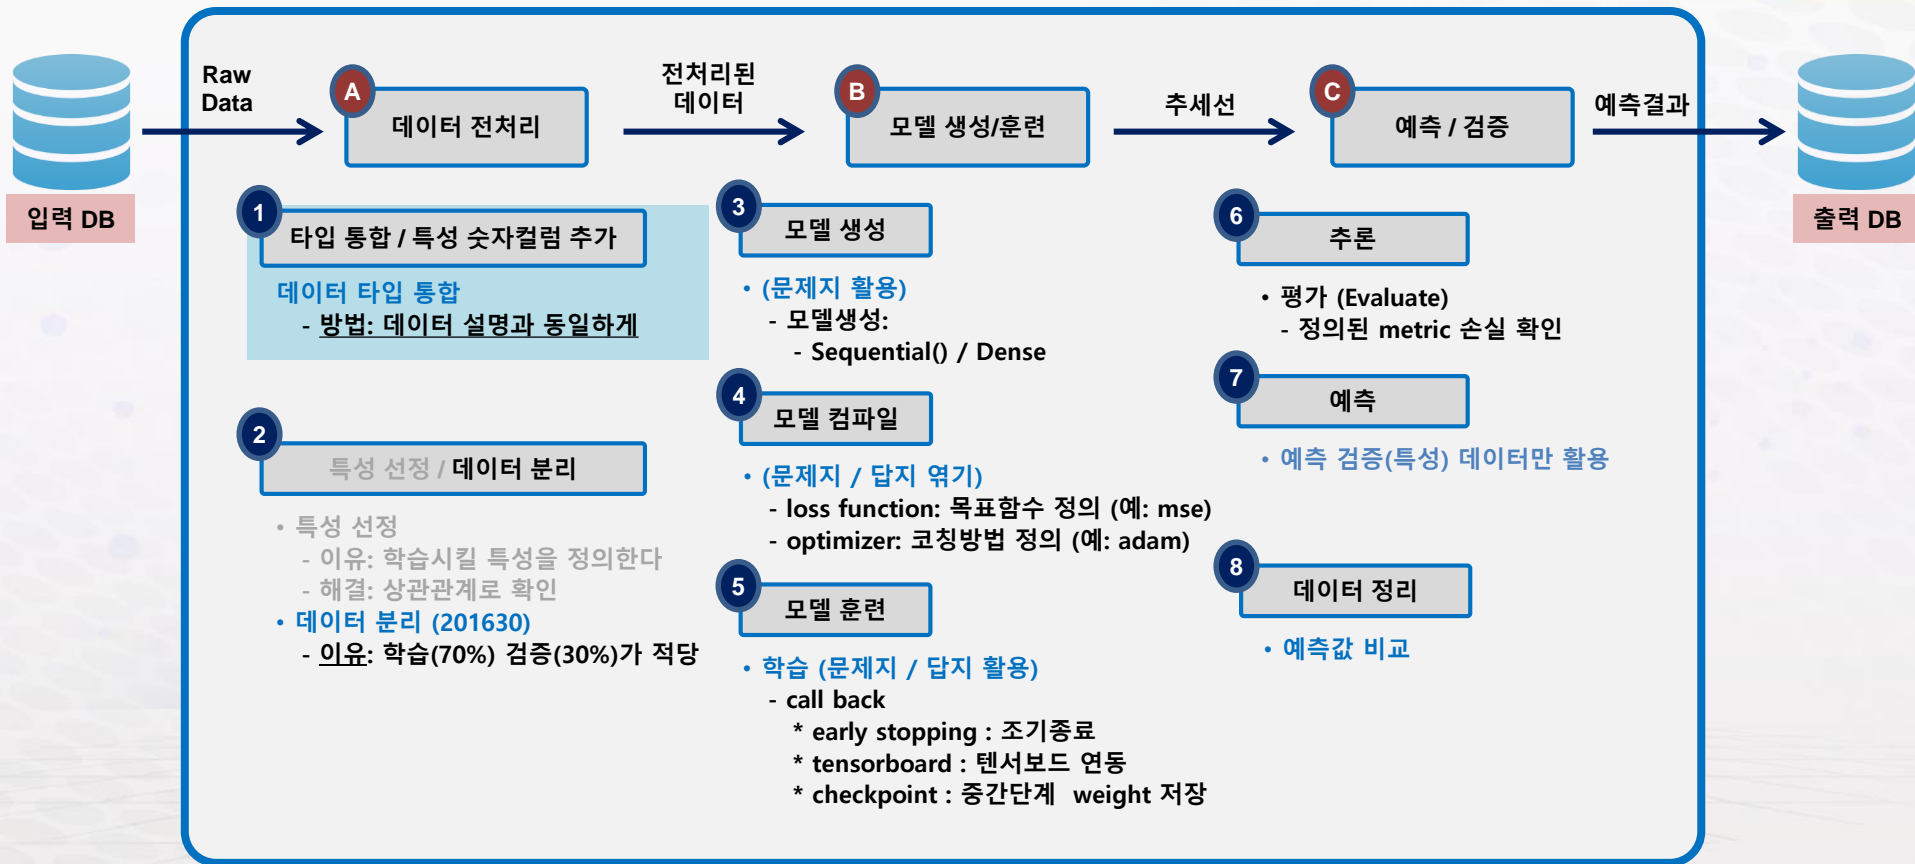 입력 DB
Raw
Data
A
데이터 전처리
전처리된
데이터
B
모델 생성/훈련
추세선
C
예측 / 검증
예측결과
출력 DB
1
타입 통합 / 특성 숫자컬럼 추가
데이터 타입 통합
- 방법: 데이터 설명과 동일하게
2
특성 선정 / 데이터 분리
• 특성 선정
- 이유: 학습시킬 특성을 정의한다
- 해결: 상관관계로 확인
• 데이터 분리 (201630)
- 이유: 학습(70%) 검증(30%)가 적당
3
모델 생성
• (문제지 활용)
- 모델생성:
- Sequential() / Dense
4
모델 컴파일
• (문제지 / 답지 엮기)
- loss function: 목표함수 정의 (예: mse)
- optimizer: 코칭방법 정의 (예: adam)
5
모델 훈련
• 학습 (문제지 / 답지 활용)
- call back
* early stopping : 조기종료
* tensorboard : 텐서보드 연동
* checkpoint : 중간단계 weight 저장
6
추론
• 평가 (Evaluate)
- 정의된 metric 손실 확인
7
예측
• 예측 검증(특성) 데이터만 활용
8
데이터 정리
• 예측값 비교